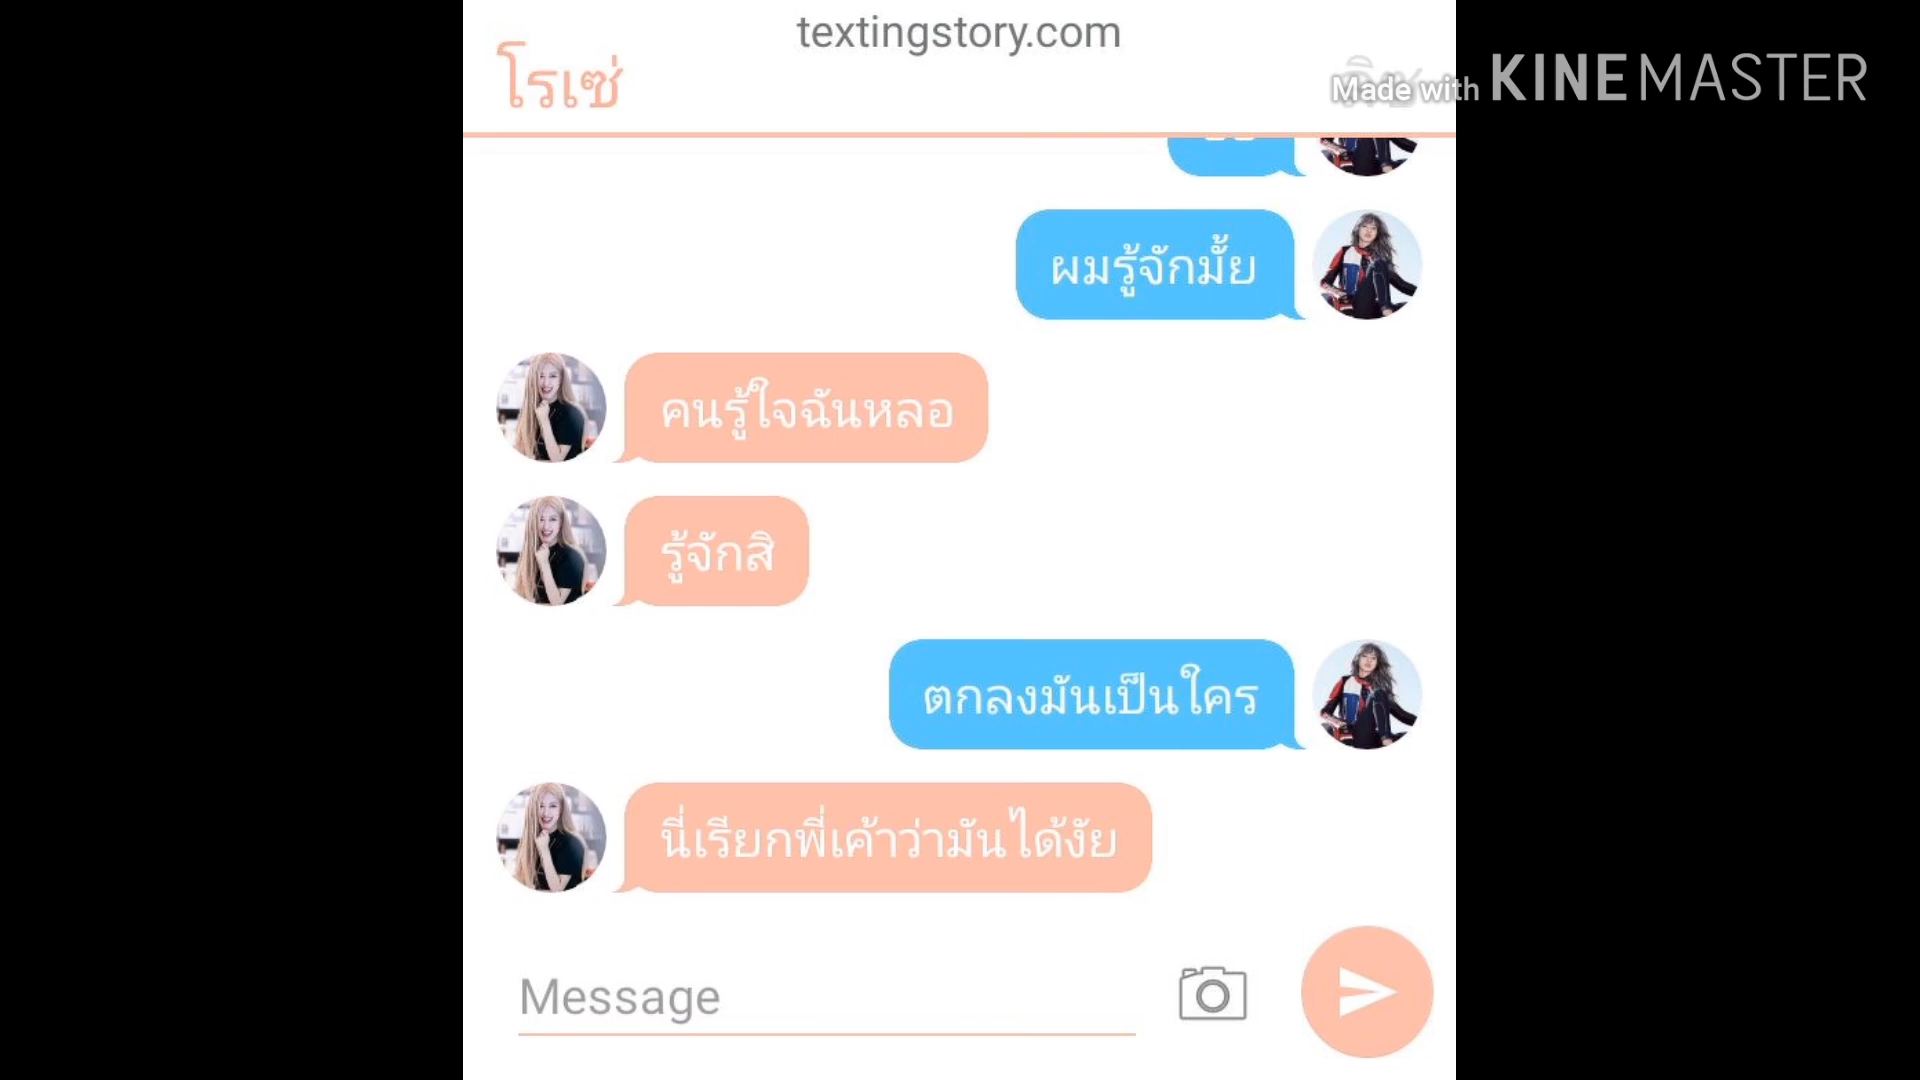 textingstory.com
โรเซ่
Made with KINEMASTER
ผมรู้จักมั้ย
คนรู้ใจฉันหลอ
รู้จักสิ
ตกลงมันเป็นใคร
นี่เรียกพี่เค้าว่ามันได้งัย
Message